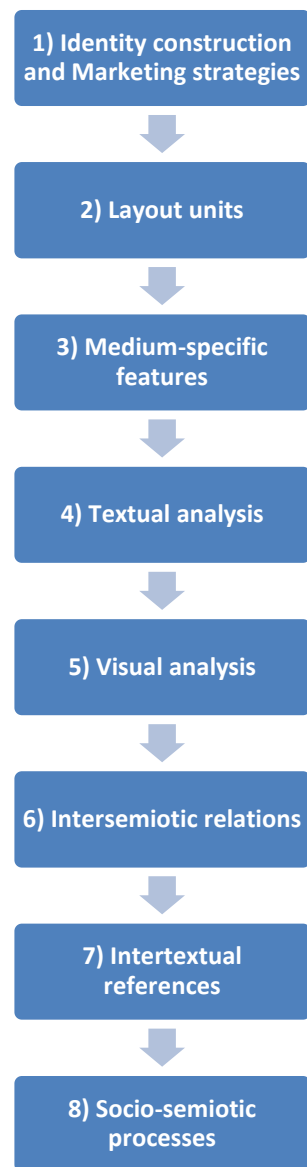 1) Identity construction
and Marketing strategies
2) Layout units
3) Medium-specific
features
4) Textual analysis
5) Visual analysis
6) Intersemiotic relations
7) Intertextual
references
8) Socio-semiotic
processes